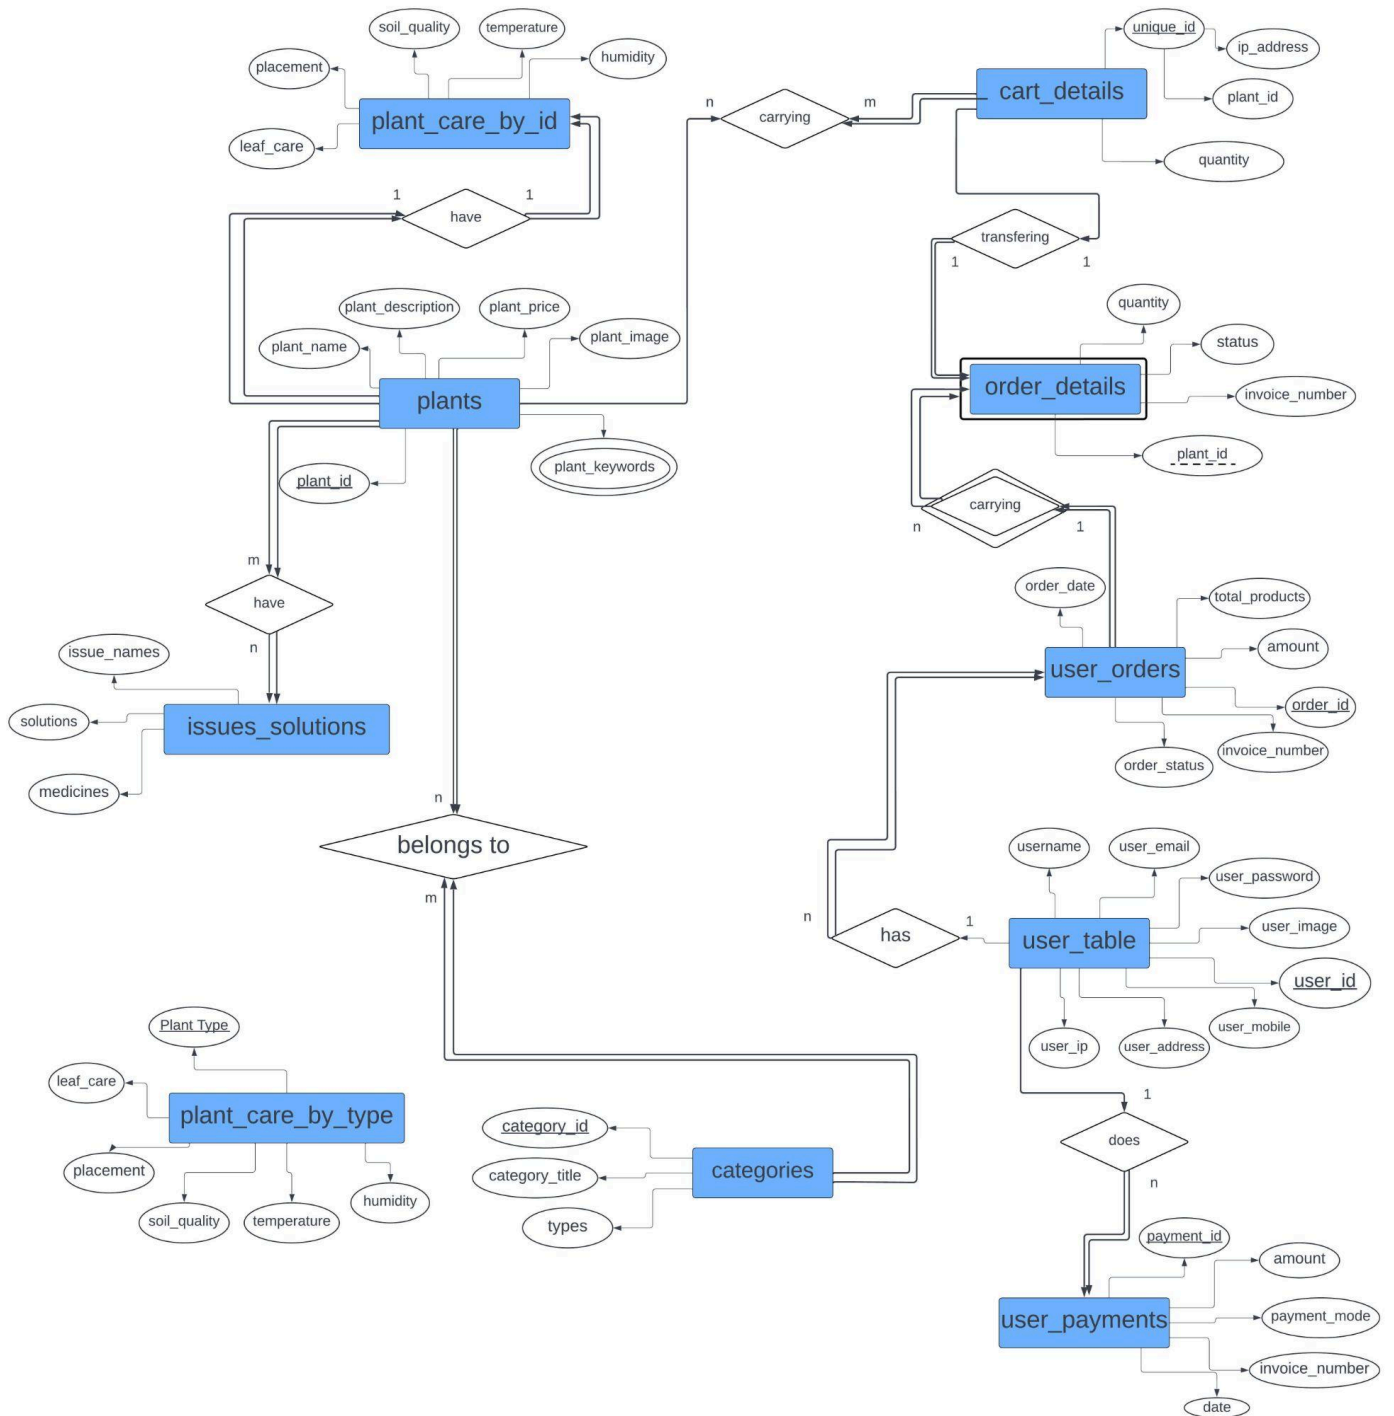 soil_quality
temperature
humidity
placement
plant_care_by_id
leaf_care
1
1
have
n
carrying
m
cart_details
unique_id
ip_address
plant_id
quantity
transfering
1
1
plant_description
plant_price
plant_name
plant_image
plants
plant_id
plant_keywords
quantity
status
order_details
invoice_number
plant_id
carrying
n
1
m
have
n
issue_names
solutions
issues_solutions
medicines
order_date
total_products
user_orders
amount
order_id
invoice_number
order_status
n
belongs to
m
username
user_email
user_password
n
has
1
user_table
user_image
user_id
user_mobile
user_ip
user_address
Plant Type
leaf_care
plant_care_by_type
placement
soil_quality
temperature
humidity
category_id
category_title
categories
types
1
does
n
payment_id
amount
user_payments
payment_mode
invoice_number
date